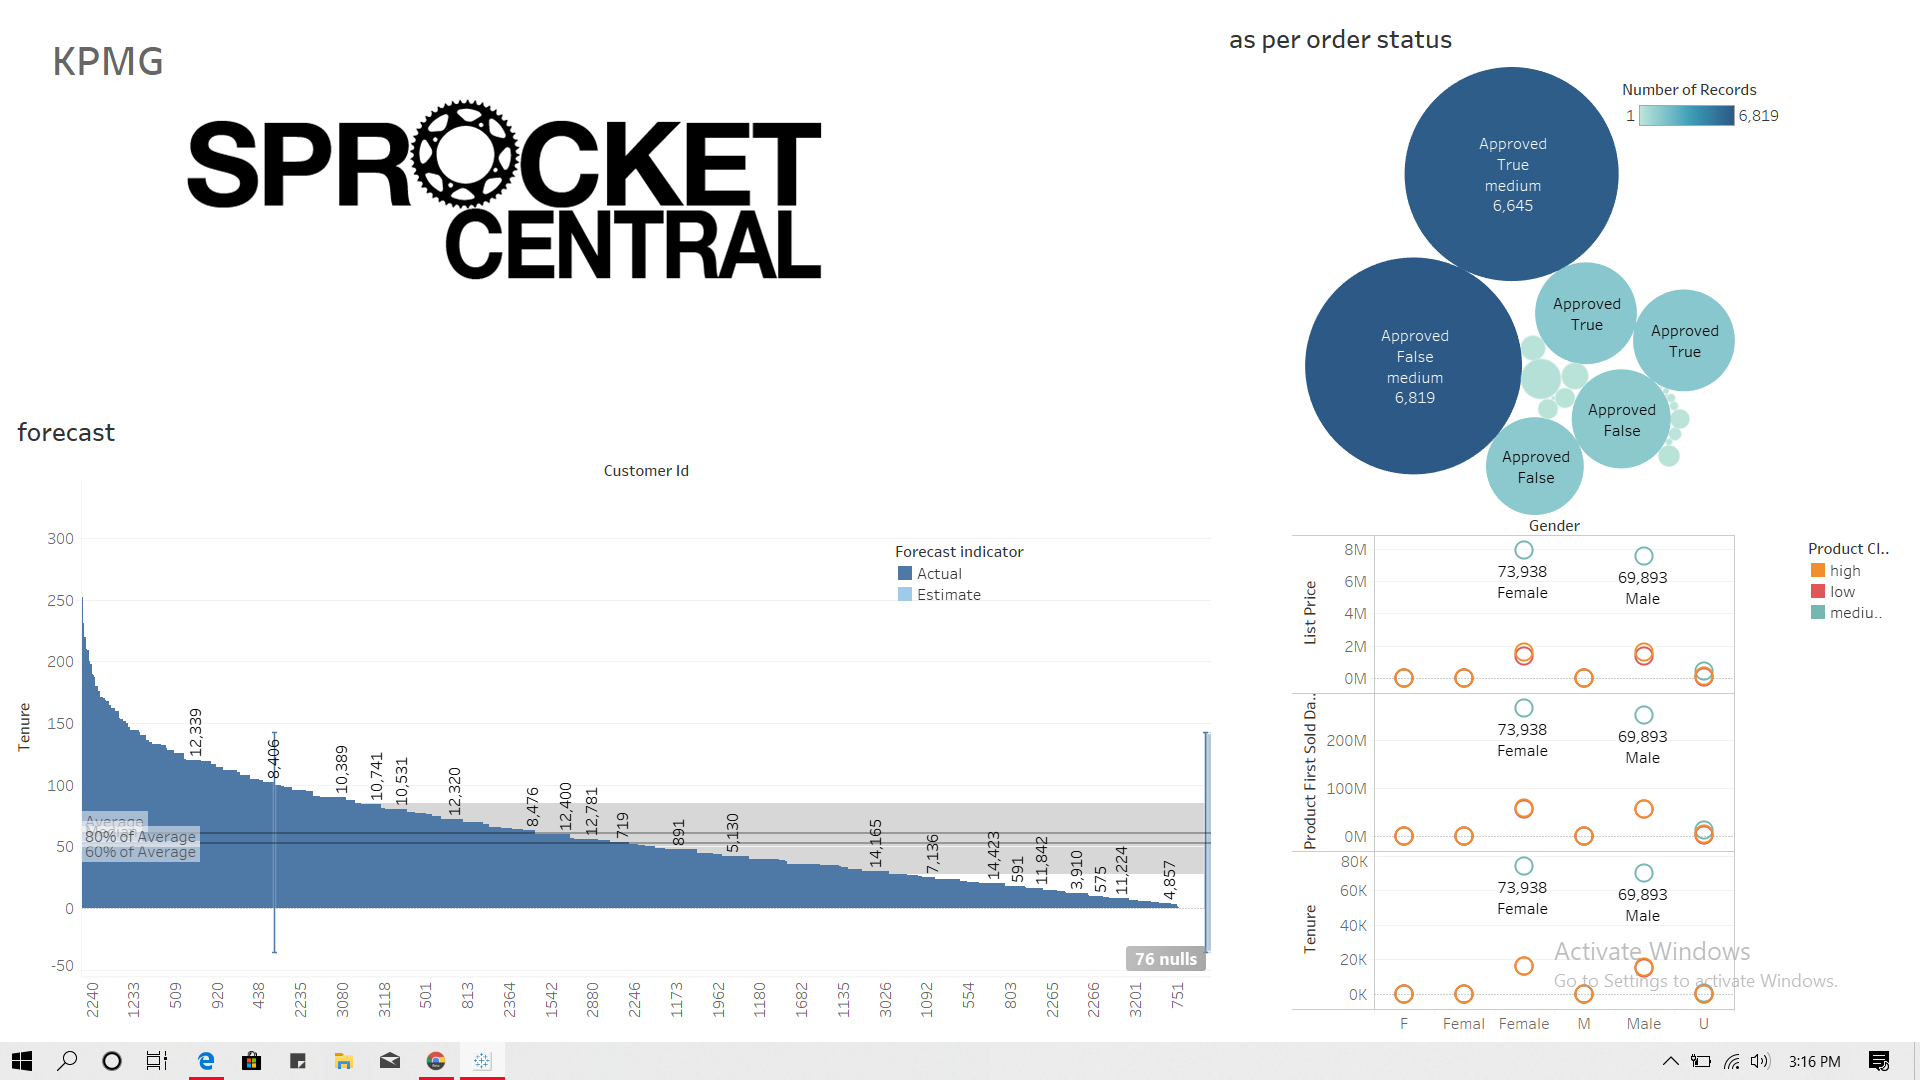 KPMG
SPROCKET
CENTRAL
as per order status
Number of Records
1
6,819
Approved
True
medium
6,645
Approved
False
medium
6,819
Approved
True
Approved
True
Approved
False
Approved
False
forecast
Customer Id
Forecast indicator
Actual
Estimate
Tenure
300
250
200
150
100
50
0
-50
12,339
8,406
10,389
10,741
10,531
12,320
8,476
12,400
12,781
719
891
5,130
14,165
7,136
14,423
591
11,842
3,910
575
11,224
4,857
Average
80% of Average
60% of Average
76 nulls
2240
1233
509
920
438
2235
3080
3118
501
813
2364
1542
2880
2246
1173
1962
1180
1682
1135
3026
1092
554
803
2265
2266
3201
751
Gender
Product Cl..
high
low
mediu..
List Price
8M
6M
4M
2M
0M
73,938
Female
69,893
Male
Product First Sold Da..
200M
100M
0M
73,938
Female
69,893
Male
Tenure
80K
60K
40K
20K
0K
73,938
Female
69,893
Male
F
Femal
Female
M
Male
U
Activate Windows
Go to Settings to activate Windows.
3:16 PM